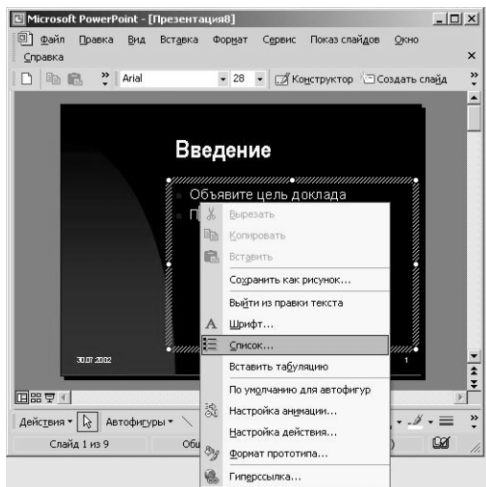 Microsoft PowerPoint - [Презентация8]
Файл Правка Вид Вставка Формат Сервис Показ слайдов Окно
Справка
Arial 28 Конструктор Создать слайд
Введение
Объявите цель доклада
П
Вырезать
Копировать
Вставить
Сохранить как рисунок...
Выйти из правки текста
Шрифт...
Список...
Вставить табуляцию
По умолчанию для автофигур
Настройка анимации...
Настройка действия...
Формат прототипа...
Гиперссылка...
30.07.2002 1
Действия Автофигуры
Слайд 1 из 9 Общ